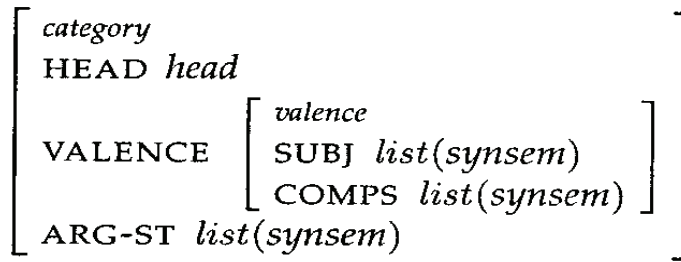 category
HEAD head
valence
VALENCE SUBJ list(synsem)
COMPS list(synsem)
ARG-ST list(synsem)